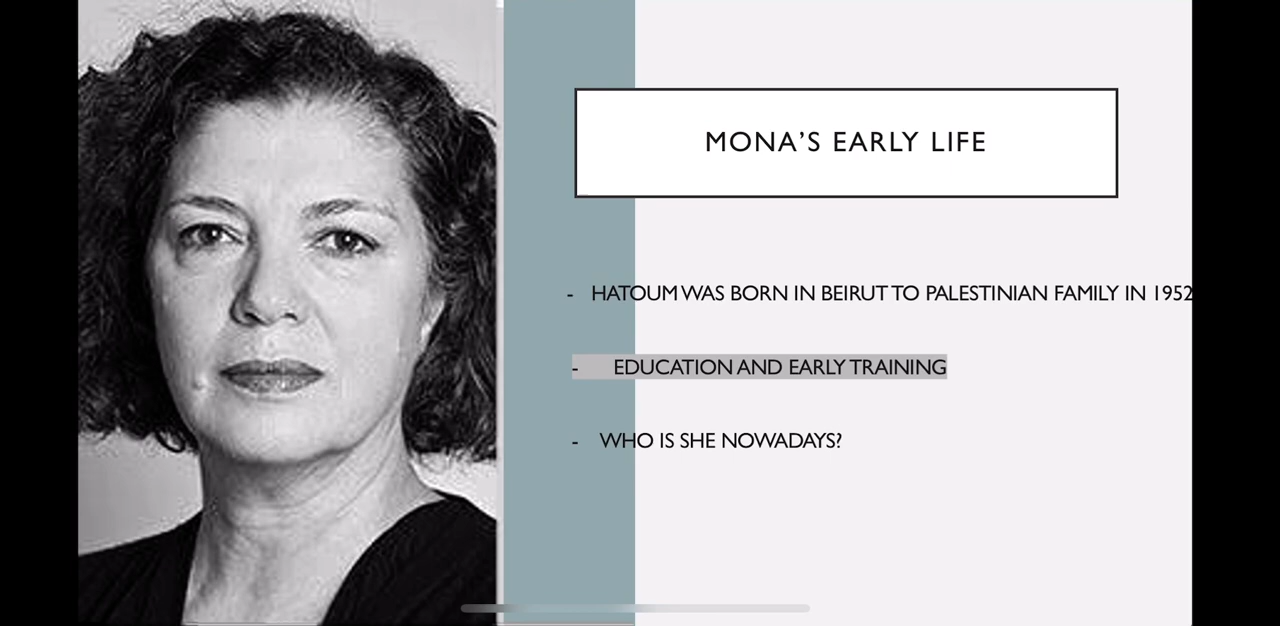 MONA’S EARLY LIFE
- HATOUM WAS BORN IN BEIRUT TO PALESTINIAN FAMILY IN 1952
- EDUCATION AND EARLY TRAINING
- WHO IS SHE NOWADAYS?